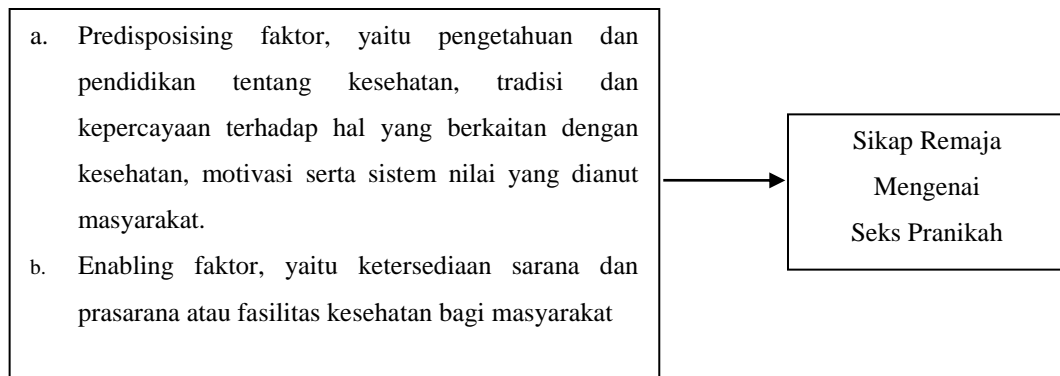 a. Predisposising faktor, yaitu pengetahuan dan
pendidikan tentang kesehatan, tradisi dan
kepercayaan terhadap hal yang berkaitan dengan
kesehatan, motivasi serta sistem nilai yang dianut
masyarakat.
b. Enabling faktor, yaitu ketersediaan sarana dan
prasarana atau fasilitas kesehatan bagi masyarakat
Sikap Remaja
Mengenai
Seks Pranikah